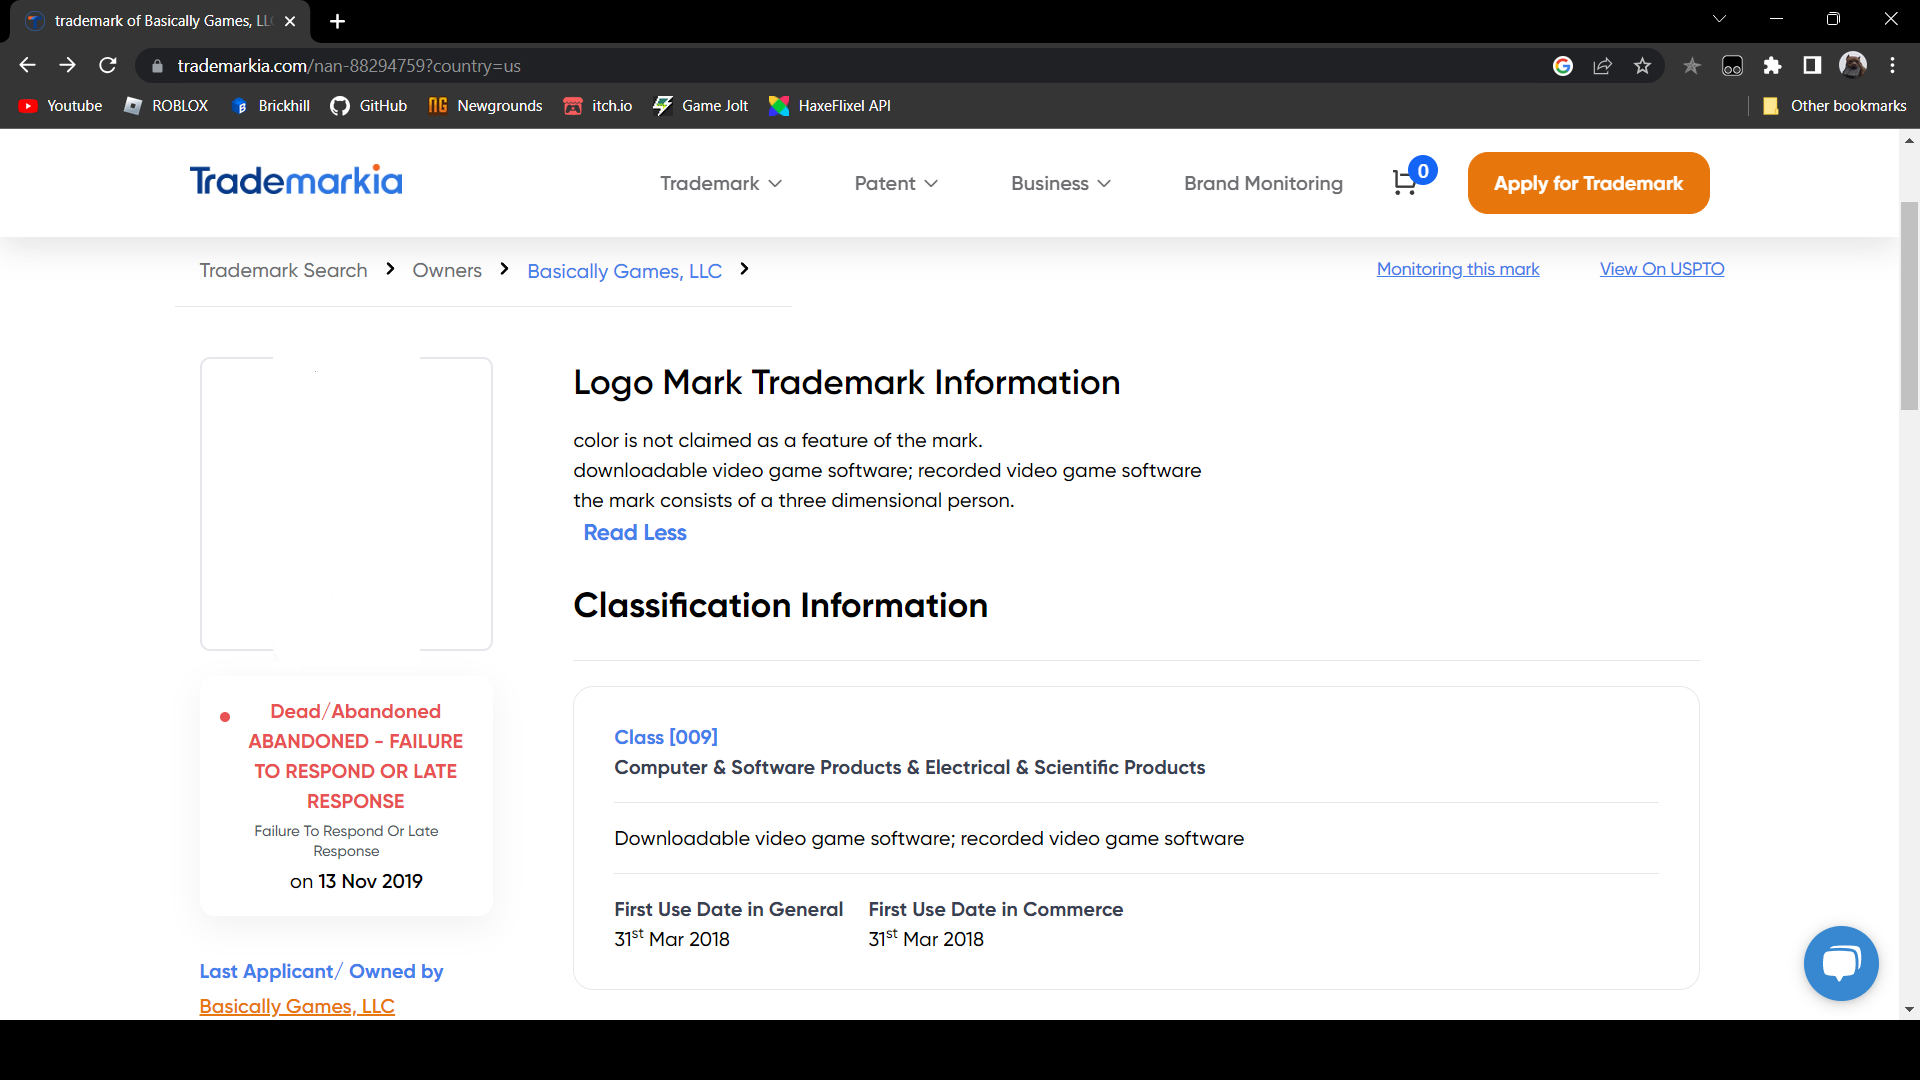 trademark of Basically Games, LL
trademarkia.com/nan-88294759?country=us
Youtube ROBLOX Brickhill GitHub Newgrounds itch.io Game Jolt HaxeFlixel API Other bookmarks
Trademarkia Trademark Patent Business Brand Monitoring 0 Apply for Trademark
Trademark Search Owners Basically Games, LLC Monitoring this mark View On USPTO
Logo Mark Trademark Information
color is not claimed as a feature of the mark.
downloadable video game software; recorded video game software
the mark consists of a three dimensional person.
Read Less
Classification Information
Dead/Abandoned
ABANDONED - FAILURE
TO RESPOND OR LATE
RESPONSE
Failure To Respond Or Late
Response
on 13 Nov 2019
Last Applicant/ Owned by
Basically Games, LLC
Class [009]
Computer & Software Products & Electrical & Scientific Products
Downloadable video game software; recorded video game software
First Use Date in General First Use Date in Commerce
31st Mar 2018 31st Mar 2018